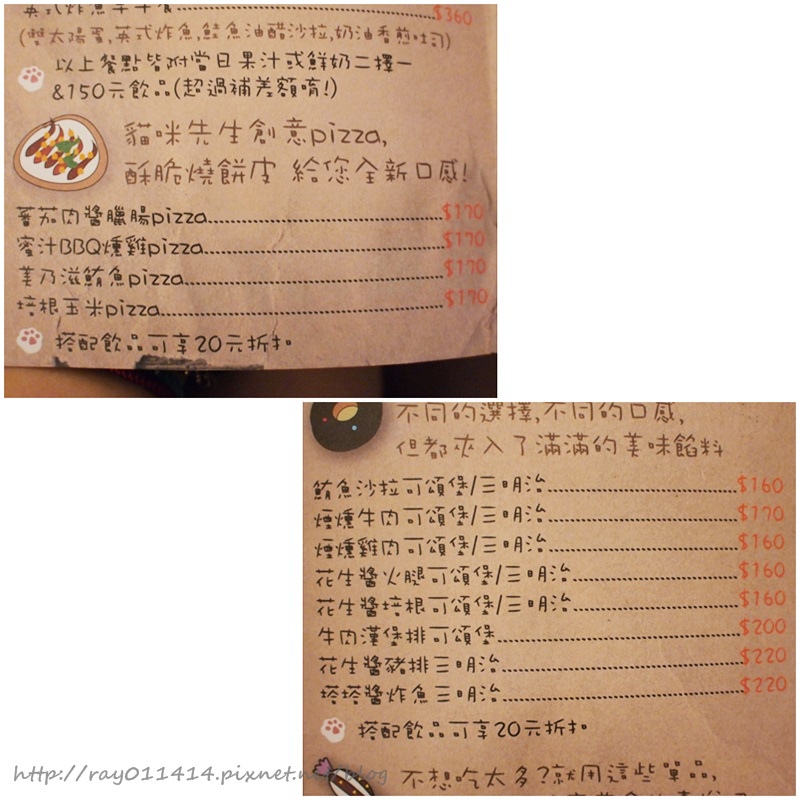 英式炸魚早午餐 $360
(雙太陽蛋,英式炸魚,鮭魚油醋沙拉,奶油香煎吐司)
以上餐點皆附當日果汁或鮮奶二擇一
&150元飲品(超過補差額唷!)
貓咪先生創意pizza,
酥脆燒餅皮 給您全新口感!
蕃茄肉醬臘腸pizza $170
蜜汁BBQ燻雞pizza $170
美乃滋鮪魚pizza $170
培根玉米pizza $170
搭配飲品可享20元折扣
不同的選擇,不同的口感,
但都夾入了滿滿的美味餡料
鮪魚沙拉可頌堡/三明治 $160
煙燻牛肉可頌堡/三明治 $170
煙燻雞肉可頌堡/三明治 $160
花生醬火腿可頌堡/三明治 $160
花生醬培根可頌堡/三明治 $160
牛肉漢堡排可頌堡 $200
花生醬豬排三明治 $220
塔塔醬炸魚三明治 $220
搭配飲品可享20元折扣
不想吃太多?就用這些單品,
http://ray011414.pixnet.net/blog